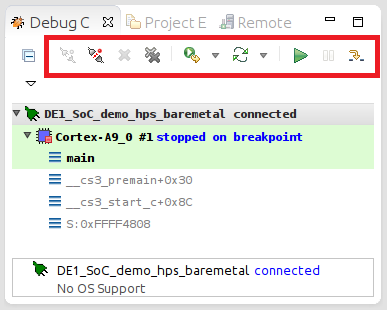 Debug C Project E Remote
DE1_SoC_demo_hps_baremetal connected
Cortex-A9_0 #1 stopped on breakpoint
main
__cs3_premain+0x30
__cs3_start_c+0x8C
S:0xFFFF4808
DE1_SoC_demo_hps_baremetal connected
No OS Support